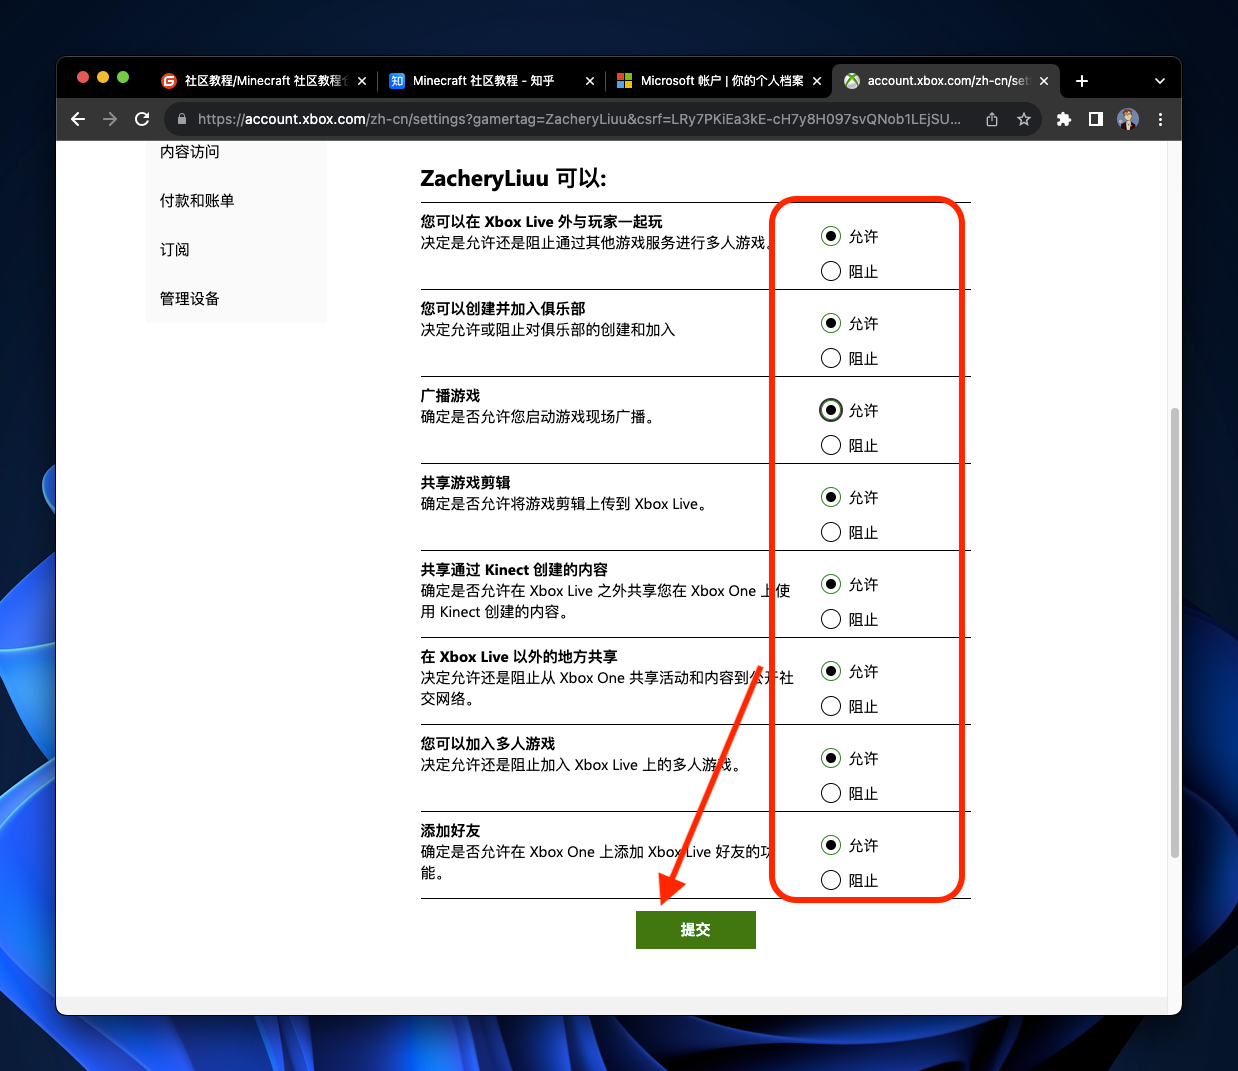 社区教程/Minecraft 社区教程
Minecraft 社区教程 - 知乎
Microsoft 帐户 | 你的个人档案
account.xbox.com/zh-cn/set
https://account.xbox.com/zh-cn/settings?gamertag=ZacheryLiuu&csrf=LRy7PKiEa3kE-cH7y8H097svQNob1LEjSU...
内容访问
付款和账单
订阅
管理设备
ZacheryLiuu 可以:
您可以在 Xbox Live 外与玩家一起玩
决定是允许还是阻止通过其他游戏服务进行多人游戏。
允许
阻止
您可以创建并加入俱乐部
决定允许或阻止对俱乐部的创建和加入
允许
阻止
广播游戏
确定是否允许您启动游戏现场广播。
允许
阻止
共享游戏剪辑
确定是否允许将游戏剪辑上传到 Xbox Live。
允许
阻止
共享通过 Kinect 创建的内容
确定是否允许在 Xbox Live 之外共享您在 Xbox One 上使
用 Kinect 创建的内容。
允许
阻止
在 Xbox Live 以外的地方共享
决定允许还是阻止从 Xbox One 共享活动和内容到公开社
交网络。
允许
阻止
您可以加入多人游戏
决定允许还是阻止加入 Xbox Live 上的多人游戏。
允许
阻止
添加好友
确定是否允许在 Xbox One 上添加 Xbox Live 好友的功
能。
允许
阻止
提交